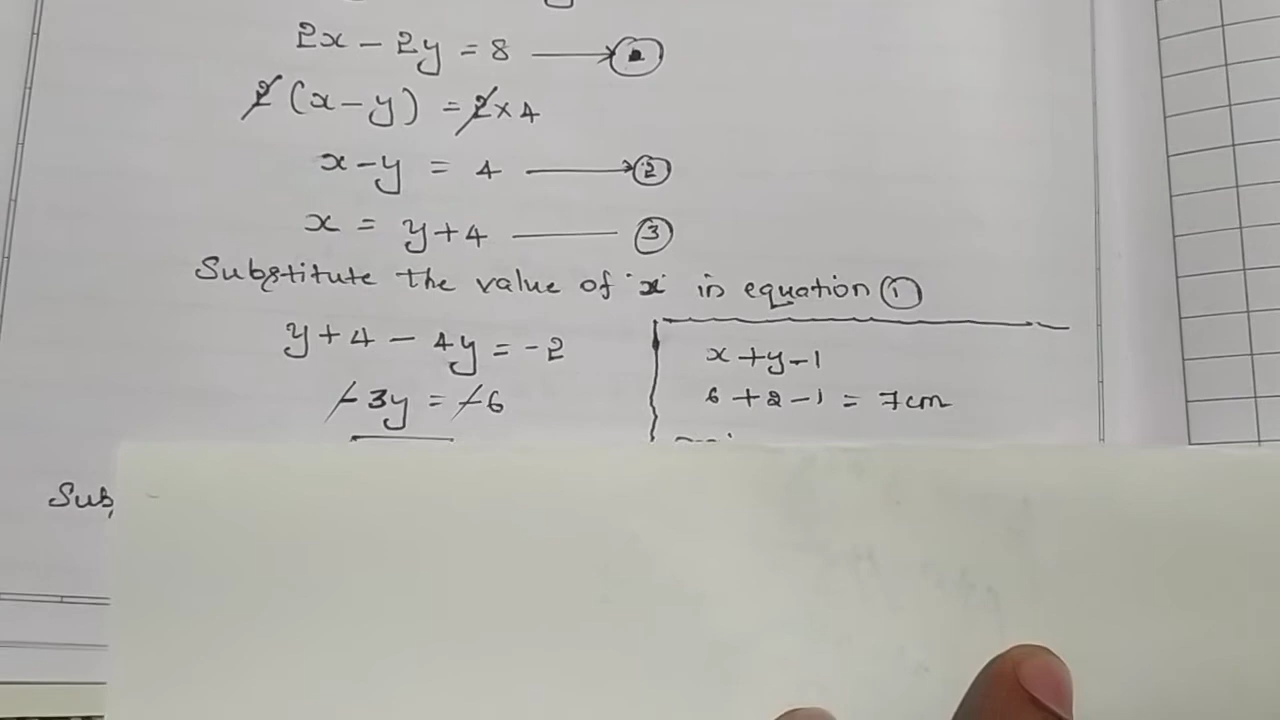 2x - 2y = 8 →
2(x - y) = 2 × 4
x - y = 4 → ②
x = y + 4 — ③
Substitute the value of 'x' in equation ①
y + 4 - 4y = -2
-3y = -6
x + y - 1
6 + 2 - 1 = 7cm
Sub